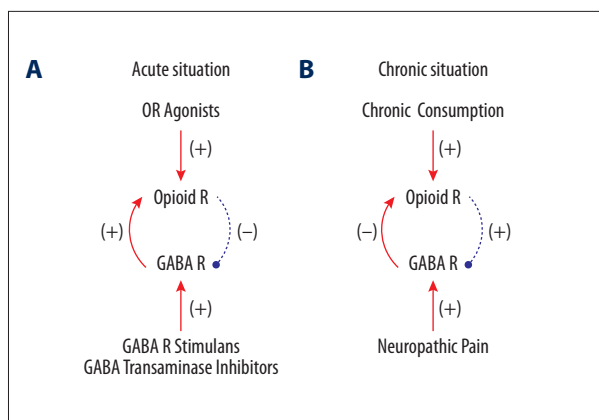 A Acute situation
OR Agonists
(+)
Opioid R
(+) (−)
GABA R
(+)
GABA R Stimulans
GABA Transaminase Inhibitors
B Chronic situation
Chronic Consumption
(+)
Opioid R
(−) (+)
GABA R
(+)
Neuropathic Pain